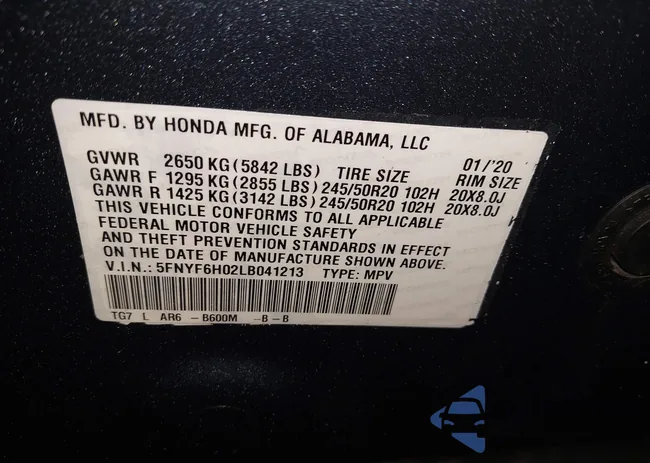 MFD. BY HONDA MFG. OF ALABAMA, LLC
GVWR 2650 KG (5842 LBS) TIRE SIZE 01/'20 RIM SIZE
GAWR F 1295 KG (2855 LBS) 245/50R20 102H 20X8.0J
GAWR R 1425 KG (3142 LBS) 245/50R20 102H 20X8.0J
THIS VEHICLE CONFORMS TO ALL APPLICABLE
FEDERAL MOTOR VEHICLE SAFETY
AND THEFT PREVENTION STANDARDS IN EFFECT
ON THE DATE OF MANUFACTURE SHOWN ABOVE.
V.I.N.: 5FNYF6H02LB041213 TYPE: MPV
TG7 L AR6 - B600M -B-B